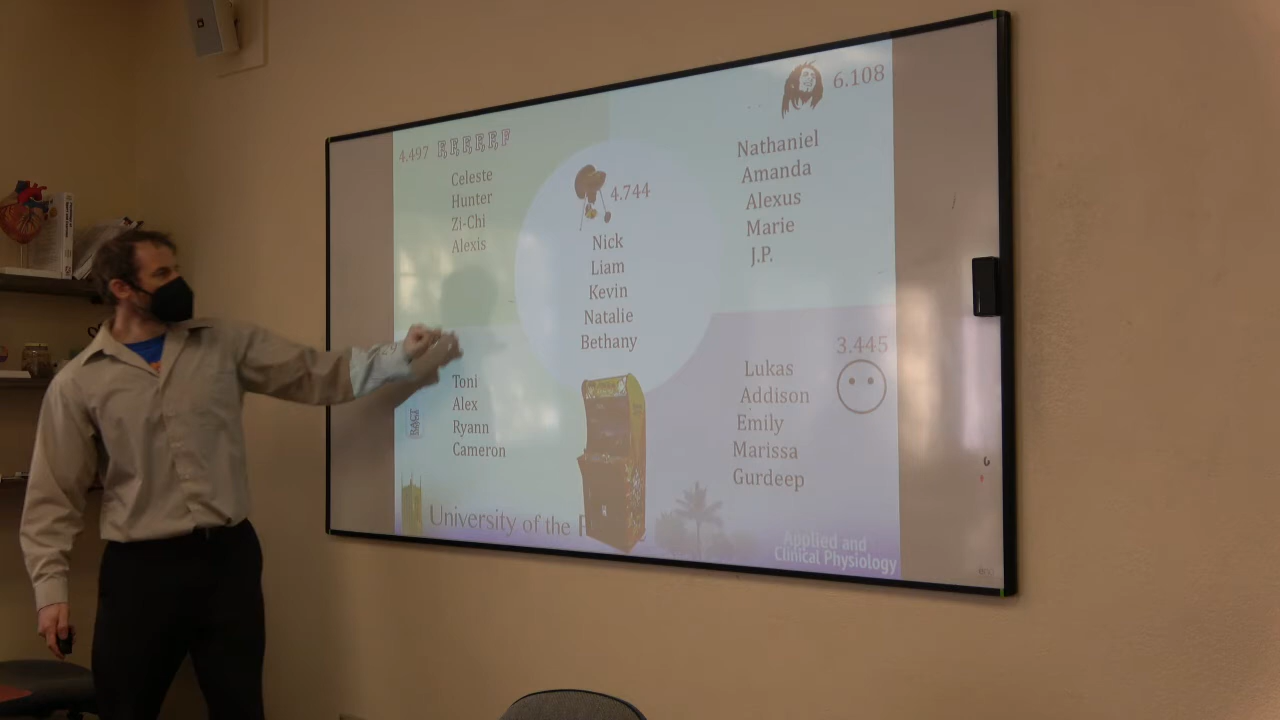 4.497 RRRRRR
Celeste
Hunter
Zi-Chi
Alexis
4.744
Nick
Liam
Kevin
Natalie
Bethany
6.108
Nathaniel
Amanda
Alexus
Marie
J.P.
Toni
Alex
Ryann
Cameron
3.445
Lukas
Addison
Emily
Marissa
Gurdeep
University of the
Applied and
Clinical Physiology